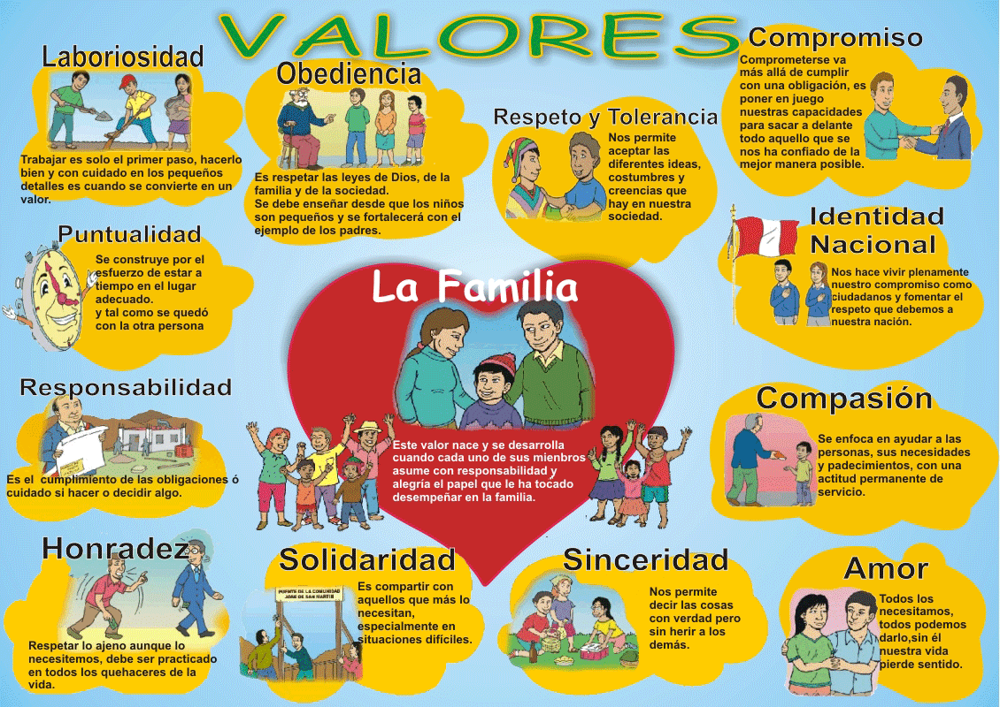 VALORES
Laboriosidad
Trabajar es solo el primer paso, hacerlo
bien y con cuidado en los pequeños
detalles es cuando se convierte en un
valor.
Obediencia
Es respetar las leyes de Dios, de la
familia y de la sociedad.
Se debe enseñar desde que los niños
son pequeños y se fortalecerá con el
ejemplo de los padres.
Respeto y Tolerancia
Nos permite
aceptar las
diferentes ideas,
costumbres y
creencias que
hay en nuestra
sociedad.
Compromiso
Comprometerse va
más allá de cumplir
con una obligación, es
poner en juego
nuestras capacidades
para sacar a delante
todo aquello que se
nos ha confiado de la
mejor manera posible.
Puntualidad
Se construye por el
esfuerzo de estar a
tiempo en el lugar
adecuado.
y tal como se quedó
con la otra persona
La Familia
Este valor nace y se desarrolla
cuando cada uno de sus mienbros
asume con responsabilidad y
alegría el papel que le ha tocado
desempeñar en la familia.
Identidad
Nacional
Nos hace vivir plenamente
nuestro compromiso como
ciudadanos y fomentar el
respeto que debemos a
nuestra nación.
Responsabilidad
Es el cumplimiento de las obligaciones ó
cuidado si hacer o decidir algo.
Compasión
Se enfoca en ayudar a las
personas, sus necesidades
y padecimientos, con una
actitud permanente de
servicio.
Honradez
Respetar lo ajeno aunque lo
necesitemos, debe ser practicado
en todos los quehaceres de la
vida.
Solidaridad
PUENTE DE LA COMUNIDAD
JOSE DE SAN MARTIN
Es compartir con
aquellos que más lo
necesitan,
especialmente en
situaciones difíciles.
Sinceridad
Nos permite
decir las cosas
con verdad pero
sin herir a los
demás.
Amor
Todos los
necesitamos,
todos podemos
darlo,sin él
nuestra vida
pierde sentido.